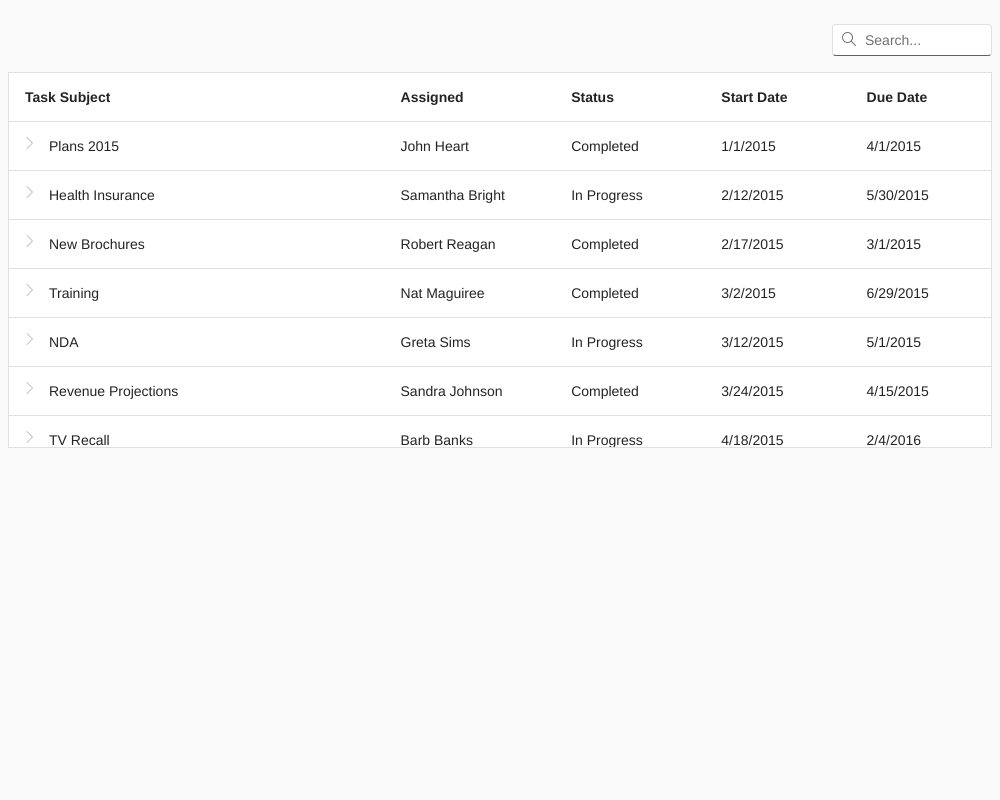 Search...
Task Subject Assigned Status Start Date Due Date
Plans 2015 John Heart Completed 1/1/2015 4/1/2015
Health Insurance Samantha Bright In Progress 2/12/2015 5/30/2015
New Brochures Robert Reagan Completed 2/17/2015 3/1/2015
Training Nat Maguiree Completed 3/2/2015 6/29/2015
NDA Greta Sims In Progress 3/12/2015 5/1/2015
Revenue Projections Sandra Johnson Completed 3/24/2015 4/15/2015
TV Recall Barb Banks In Progress 4/18/2015 2/4/2016